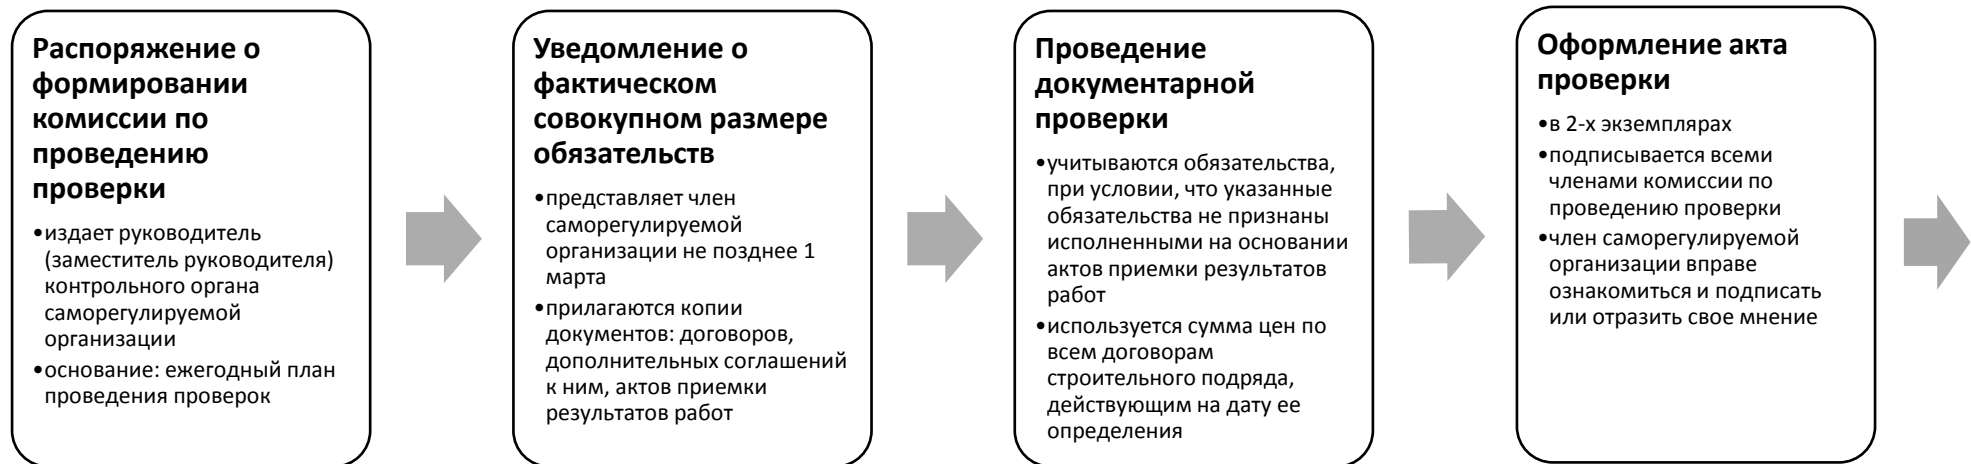 Распоряжение о
формировании
комиссии по
проведению
проверки
•издает руководитель
(заместитель руководителя)
контрольного органа
саморегулируемой
организации
•основание: ежегодный план
проведения проверок
Уведомление о
фактическом
совокупном размере
обязательств
•представляет член
саморегулируемой
организации не позднее 1
марта
•прилагаются копии
документов: договоров,
дополнительных соглашений
к ним, актов приемки
результатов работ
Проведение
документарной
проверки
•учитываются обязательства,
при условии, что указанные
обязательства не признаны
исполненными на основании
актов приемки результатов
работ
•используется сумма цен по
всем договорам
строительного подряда,
действующим на дату ее
определения
Оформление акта
проверки
•в 2-х экземплярах
•подписывается всеми
членами комиссии по
проведению проверки
•член саморегулируемой
организации вправе
ознакомиться и подписать
или отразить свое мнение